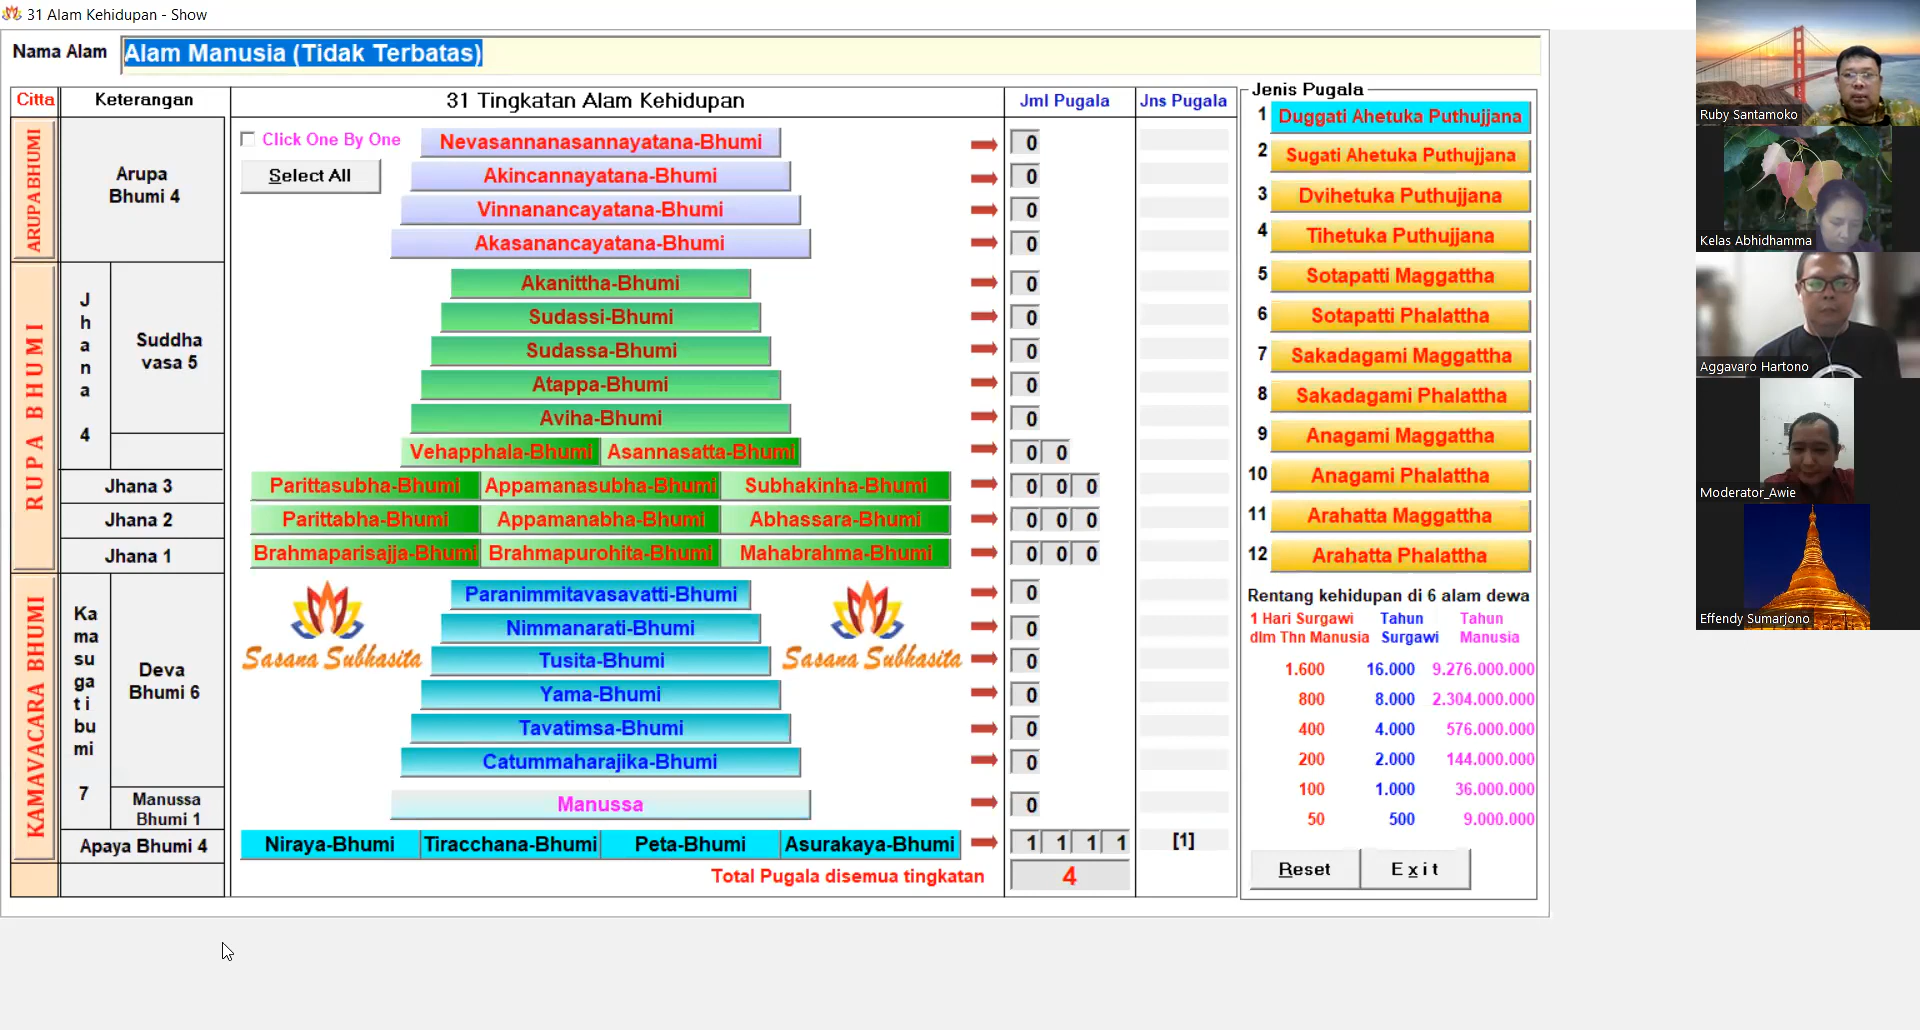 31 Alam Kehidupan - Show
Nama Alam
Alam Manusia (Tidak Terbatas)
Citta
Keterangan
31 Tingkatan Alam Kehidupan
Jml Pugala
Jns Pugala
ARUPABHUMI
Arupa
Bhumi 4
Click One By One
Select All
Nevasannanasannayatana-Bhumi
0
Akincannayatana-Bhumi
0
Vinnanancayatana-Bhumi
0
Akasanancayatana-Bhumi
0
RUPA BHUMI
Jhana 4
Suddha
vasa 5
Akanittha-Bhumi
0
Sudassi-Bhumi
0
Sudassa-Bhumi
0
Atappa-Bhumi
0
Aviha-Bhumi
0
Vehapphala-Bhumi Asannasatta-Bhumi
0 0
Jhana 3
Parittasubha-Bhumi Appamanasubha-Bhumi Subhakinha-Bhumi
0 0 0
Jhana 2
Parittabha-Bhumi Appamanabha-Bhumi Abhassara-Bhumi
0 0 0
Jhana 1
Brahmaparisajja-Bhumi Brahmapurohita-Bhumi Mahabrahma-Bhumi
0 0 0
KAMAVACARA BHUMI
Ka
ma
su
ga
t i
bu
mi
7
Deva
Bhumi 6
Sasana Subhasita
Sasana Subhasita
Paranimmitavasavatti-Bhumi
0
Nimmanarati-Bhumi
0
Tusita-Bhumi
0
Yama-Bhumi
0
Tavatimsa-Bhumi
0
Catummaharajika-Bhumi
0
Manussa
Bhumi 1
Manussa
0
Apaya Bhumi 4
Niraya-Bhumi Tiracchana-Bhumi Peta-Bhumi Asurakaya-Bhumi
1 1 1 1
[1]
Total Pugala disemua tingkatan
4
Jenis Pugala
1 Duggati Ahetuka Puthujjana
2 Sugati Ahetuka Puthujjana
3 Dvihetuka Puthujjana
4 Tihetuka Puthujjana
5 Sotapatti Maggattha
6 Sotapatti Phalattha
7 Sakadagami Maggattha
8 Sakadagami Phalattha
9 Anagami Maggattha
10 Anagami Phalattha
11 Arahatta Maggattha
12 Arahatta Phalattha
Rentang kehidupan di 6 alam dewa
1 Hari Surgawi Tahun Tahun
dlm Thn Manusia Surgawi Manusia
1.600 16.000 9.276.000.000
800 8.000 2.304.000.000
400 4.000 576.000.000
200 2.000 144.000.000
100 1.000 36.000.000
50 500 9.000.000
Reset
Exit
Ruby Santamoko
Kelas Abhidhamma
Aggavaro Hartono
Moderator_Awie
Effendy Sumarjono